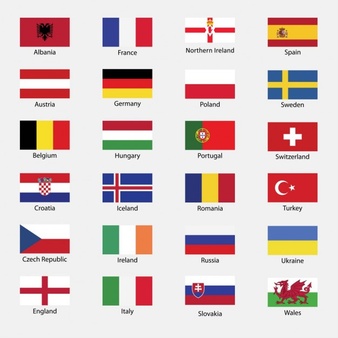 Albania France Northern Ireland Spain
Austria Germany Poland Sweden
Belgium Hungary Portugal Switzerland
Croatia Iceland Romania Turkey
Czech Republic Ireland Russia Ukraine
England Italy Slovakia Wales